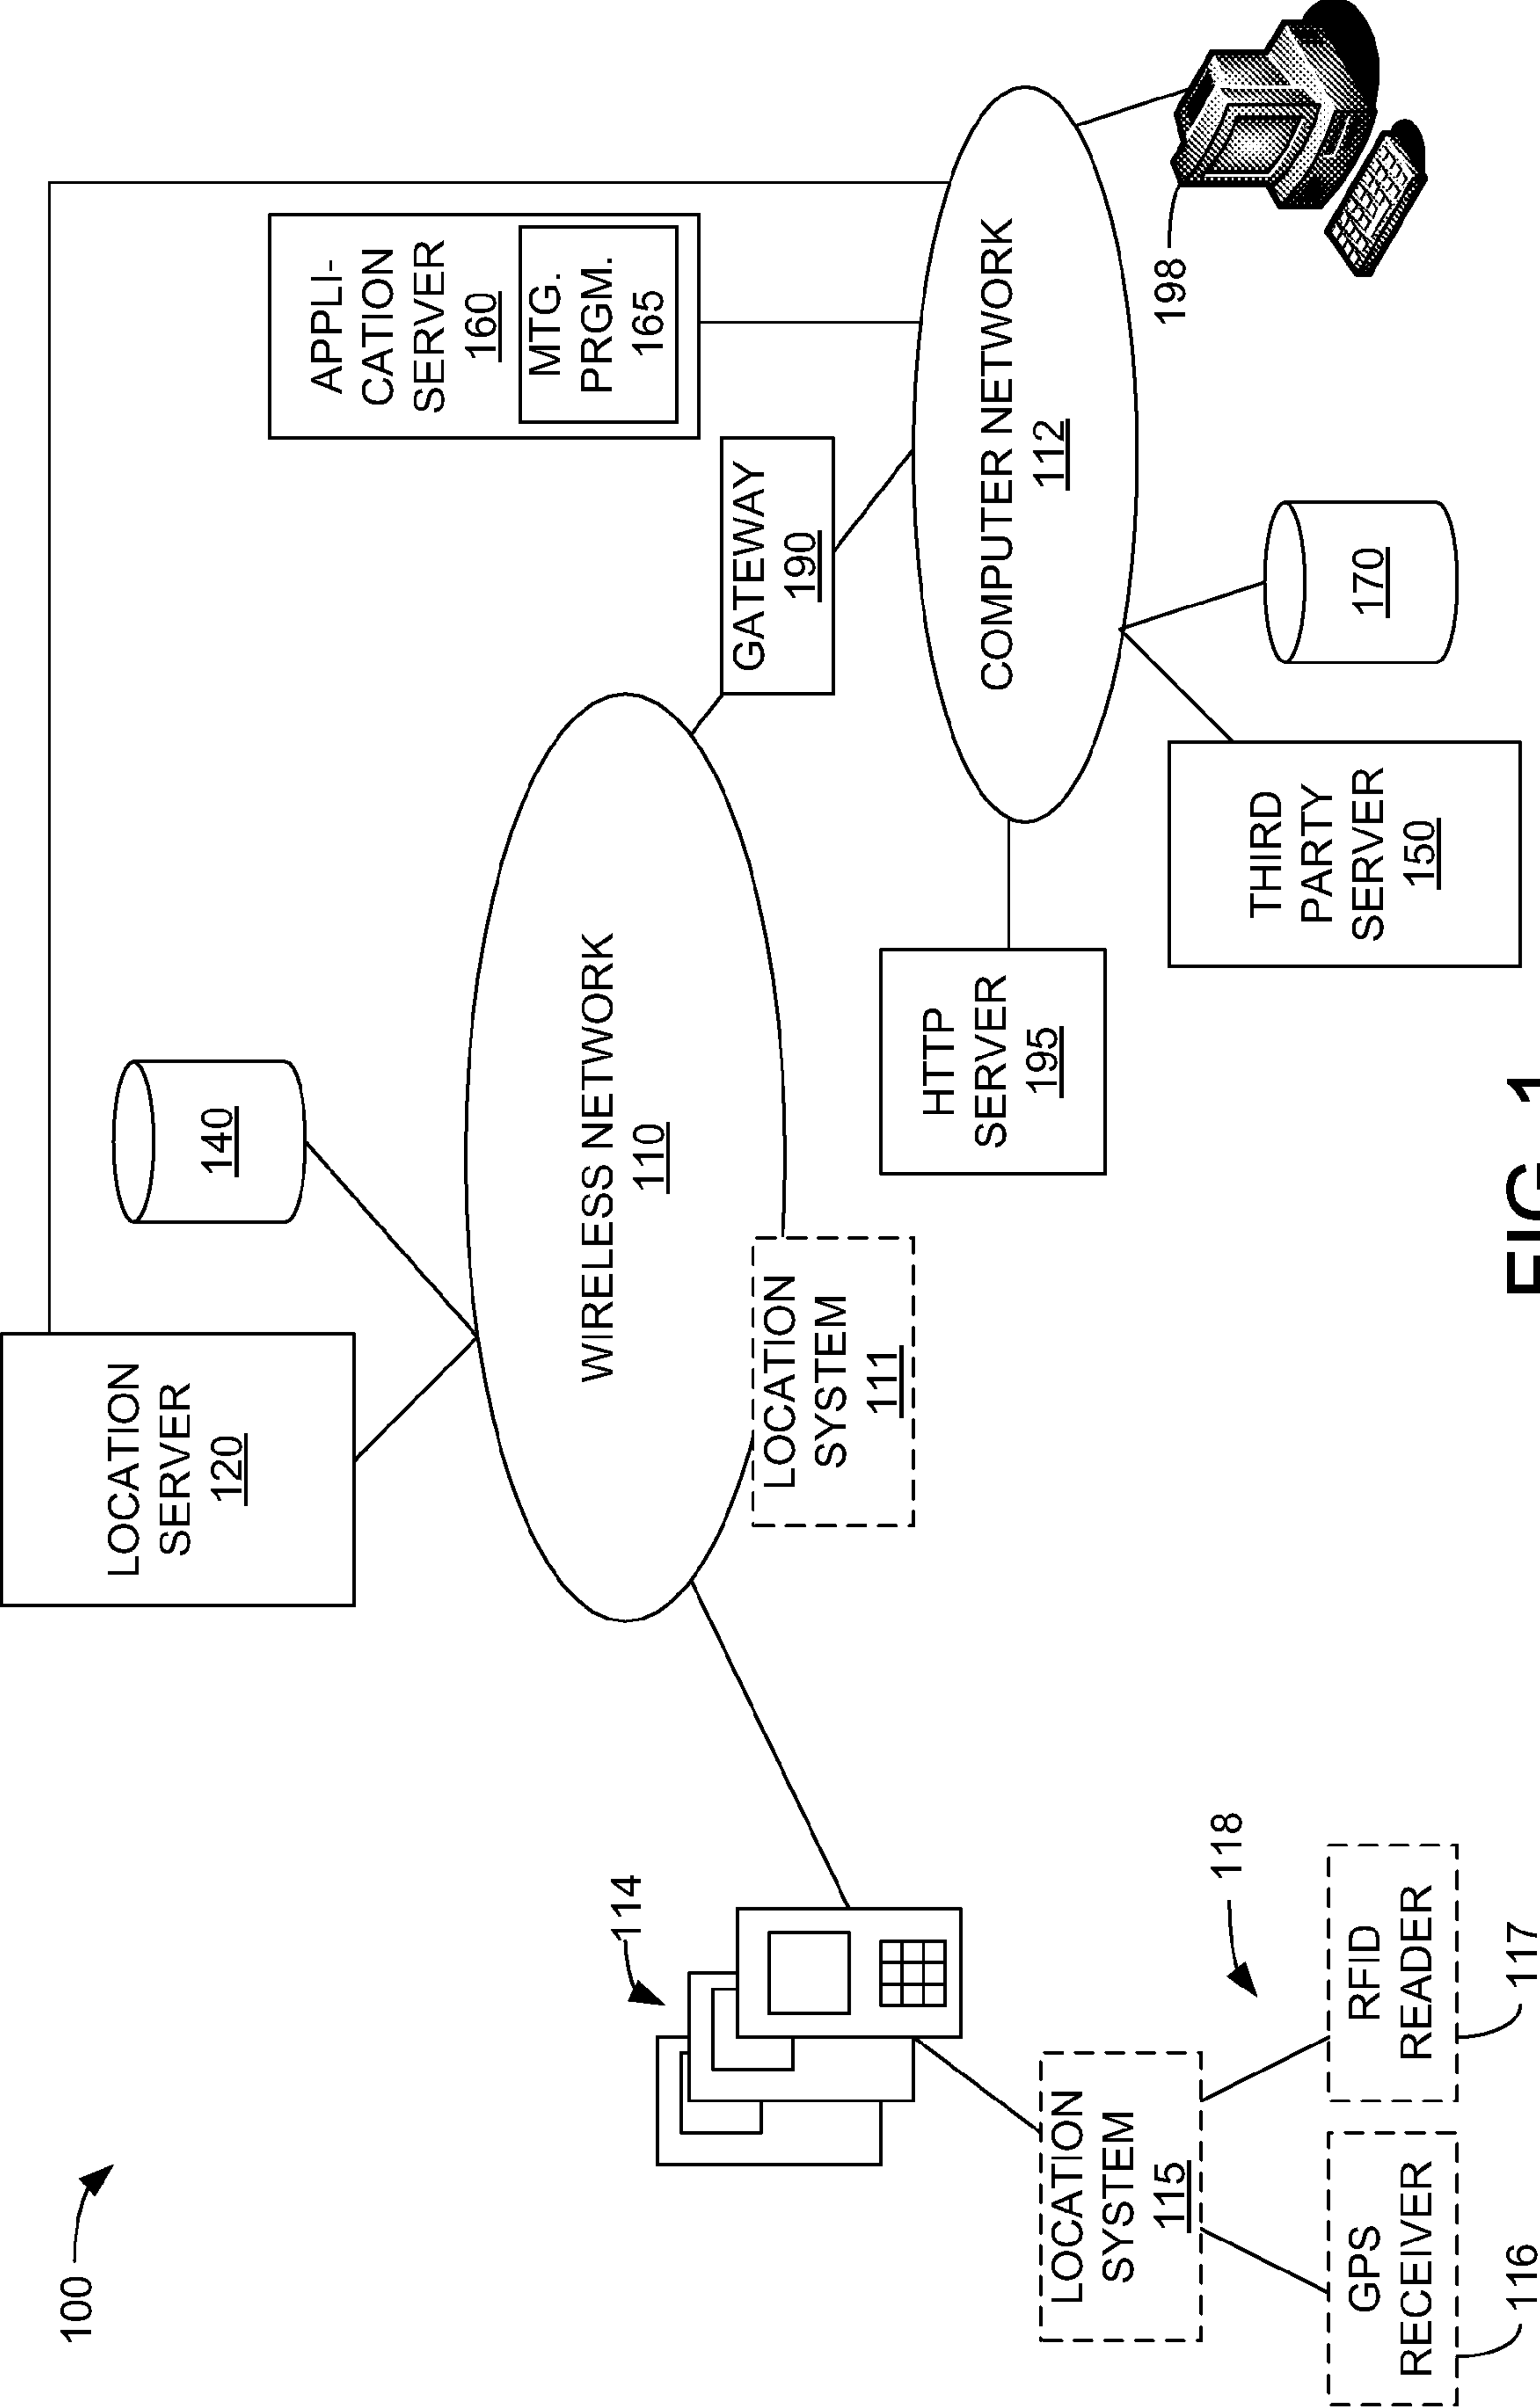 100
LOCATION
SERVER
120
140
APPLI-
CATION
SERVER
160
MTG.
PRGM.
165
GATEWAY
190
WIRELESS NETWORK
110
LOCATION
SYSTEM
111
COMPUTER NETWORK
112
114
HTTP
SERVER
195
198
LOCATION
SYSTEM
115
118
THIRD
PARTY
SERVER
150
170
GPS
RECEIVER
116
RFID
READER
117
FIG. 1